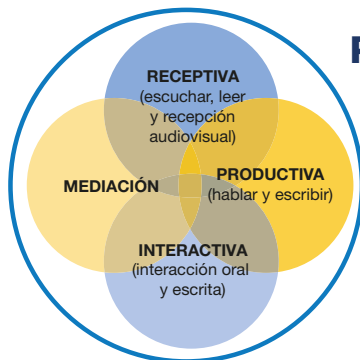 RECEPTIVA
(escuchar, leer
y recepción
audiovisual)
MEDIACIÓN
PRODUCTIVA
(hablar y escribir)
INTERACTIVA
(interacción oral
y escrita)